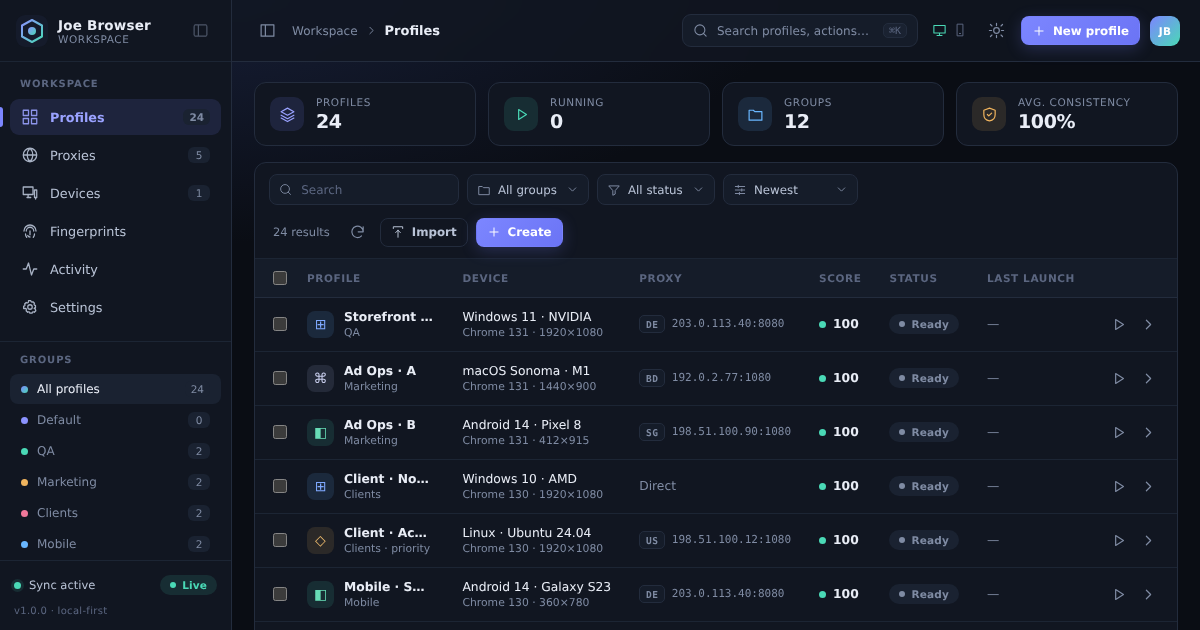 Joe Browser
WORKSPACE
Workspace > Profiles
Search profiles, actions... ⌘K
+ New profile
JB
WORKSPACE
Profiles 24
Proxies 5
Devices 1
Fingerprints
Activity
Settings
GROUPS
All profiles 24
Default 0
QA 2
Marketing 2
Clients 2
Mobile 2
Sync active
Live
v1.0.0 · local-first
PROFILES
24
RUNNING
0
GROUPS
12
AVG. CONSISTENCY
100%
Search
All groups
All status
Newest
24 results
Import
+ Create
PROFILE DEVICE PROXY SCORE STATUS LAST LAUNCH
Storefront ... Windows 11 · NVIDIA DE 203.0.113.40:8080 100 Ready —
QA Chrome 131 · 1920×1080
Ad Ops · A macOS Sonoma · M1 BD 192.0.2.77:1080 100 Ready —
Marketing Chrome 131 · 1440×900
Ad Ops · B Android 14 · Pixel 8 SG 198.51.100.90:1080 100 Ready —
Marketing Chrome 131 · 412×915
Client · No... Windows 10 · AMD Direct 100 Ready —
Clients Chrome 130 · 1920×1080
Client · Ac... Linux · Ubuntu 24.04 US 198.51.100.12:1080 100 Ready —
Clients · priority Chrome 130 · 1920×1080
Mobile · S... Android 14 · Galaxy S23 DE 203.0.113.40:8080 100 Ready —
Mobile Chrome 130 · 360×780